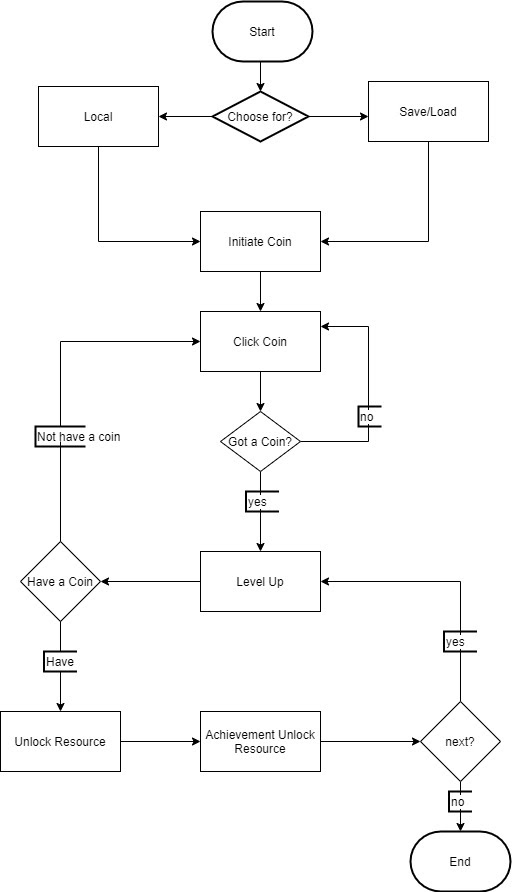 Start
Choose for?
Local
Save/Load
Initiate Coin
Click Coin
no
Not have a coin
Got a Coin?
yes
Have a Coin
Level Up
yes
Have
Unlock Resource
Achievement Unlock
Resource
next?
no
End